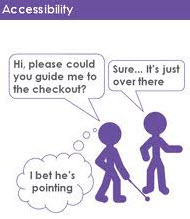 Accessibility
Hi, please could
you guide me to
the checkout?
Sure... It's just
over there
I bet he's
pointing